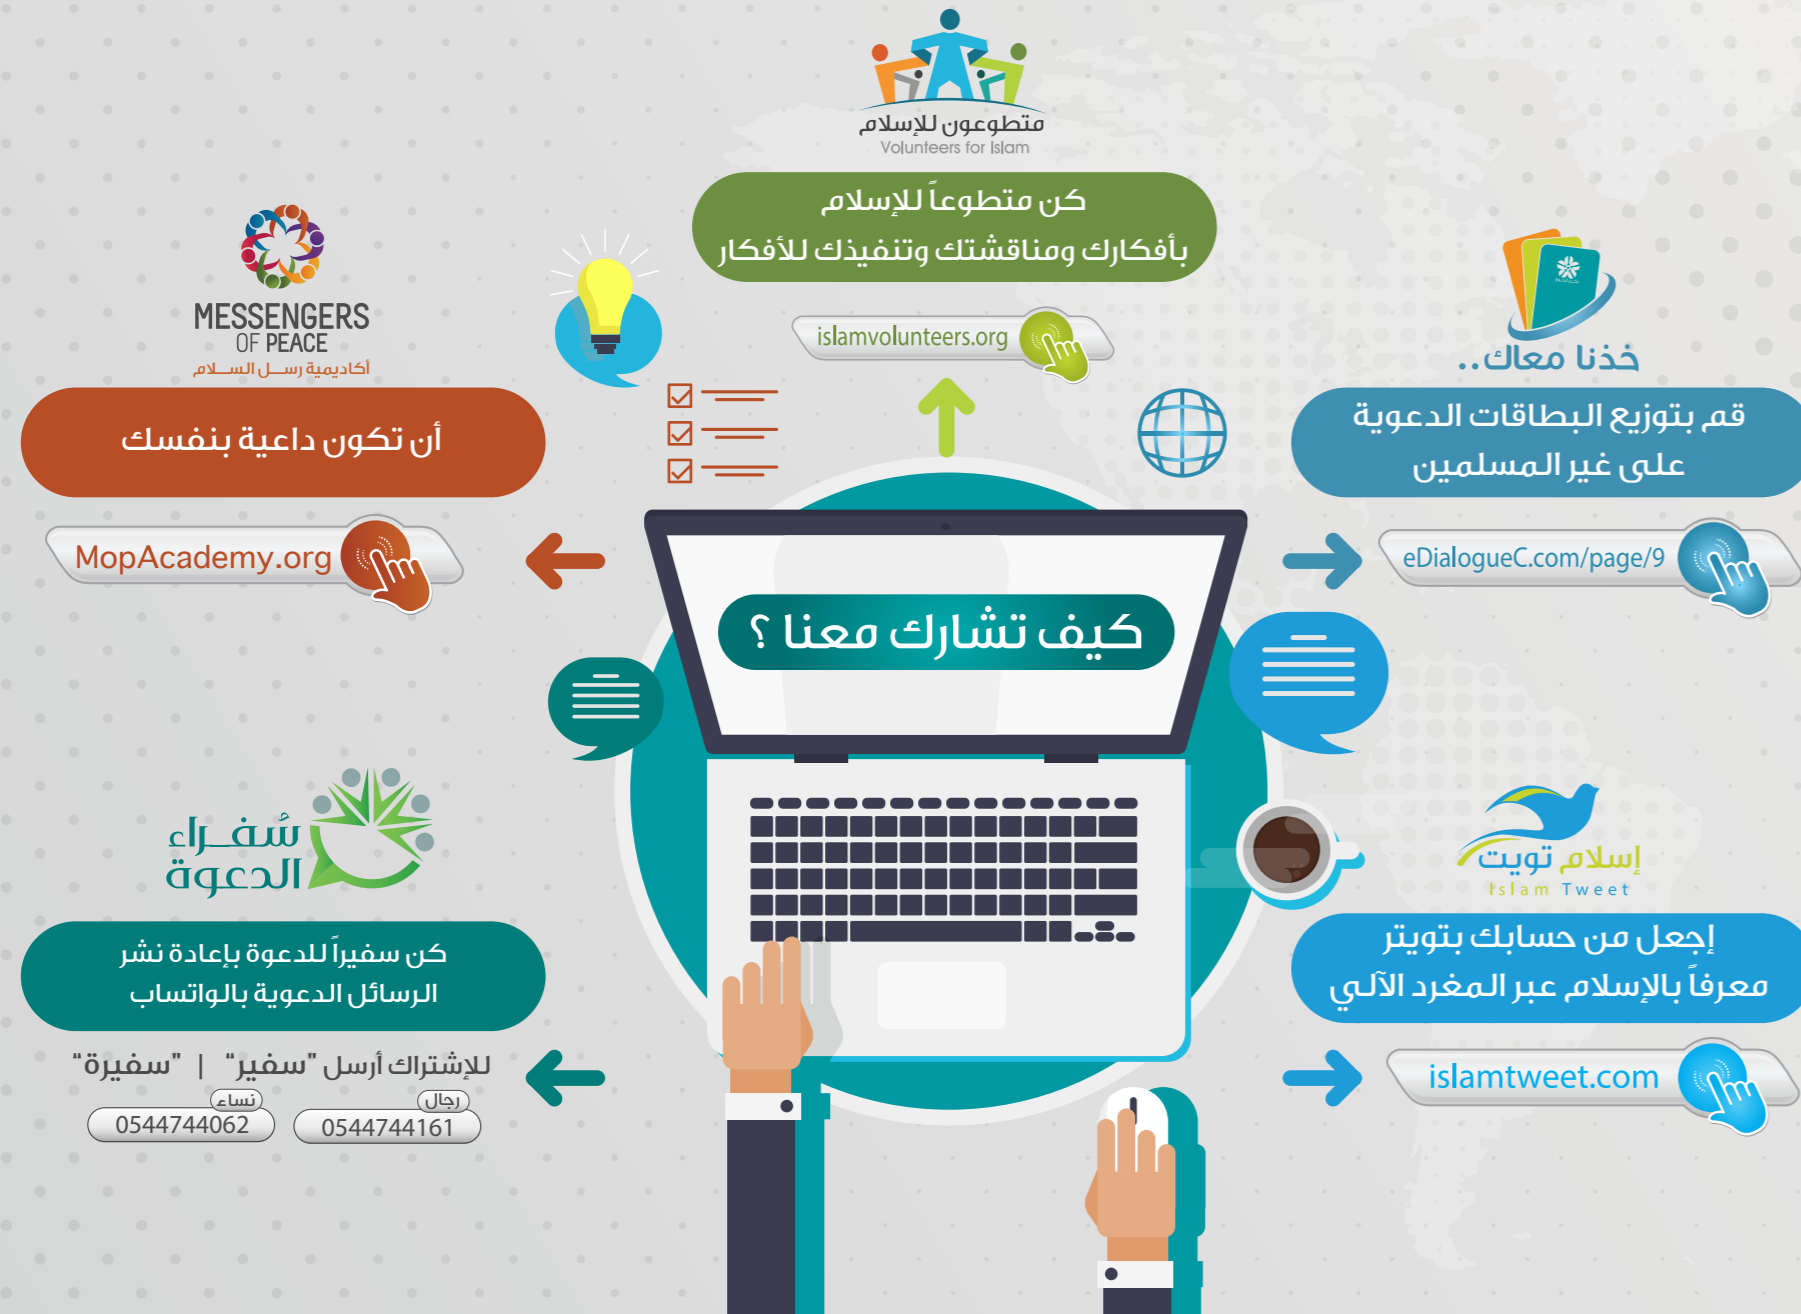 متطوعون للإسلام
Volunteers for Islam
كن متطوعاً للإسلام
بأفكارك ومناقشتك وتنفيذك للأفكار
islamvolunteers.org
خذنا معاك..
قم بتوزيع البطاقات الدعوية
على غير المسلمين
eDialogueC.com/page/9
MESSENGERS
OF PEACE
أكاديمية رســل الســلام
أن تكون داعية بنفسك
MopAcademy.org
كيف تشارك معنا ؟
إسلام تويت
Islam Tweet
إجعل من حسابك بتويتر
معرفاً بالإسلام عبر المغرد الآلي
islamtweet.com
سُفــراء
الدعوة
كن سفيراً للدعوة بإعادة نشر
الرسائل الدعوية بالواتساب
للإشتراك أرسل "سفير" | "سفيرة"
رجال
0544744161
نساء
0544744062